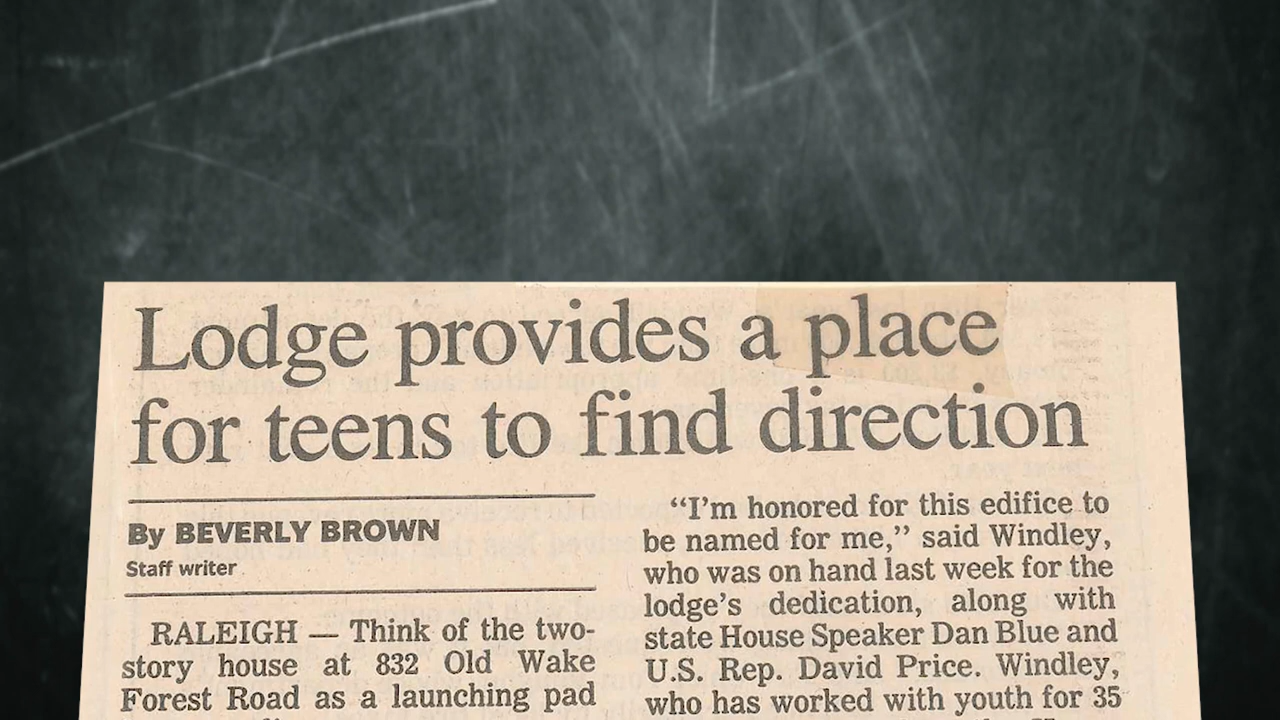 Lodge provides a place
for teens to find direction
By BEVERLY BROWN
Staff writer
RALEIGH — Think of the two-
story house at 832 Old Wake
Forest Road as a launching pad
“I’m honored for this edifice to
be named for me,” said Windley,
who was on hand last week for the
lodge’s dedication, along with
state House Speaker Dan Blue and
U.S. Rep. David Price. Windley,
who has worked with youth for 35